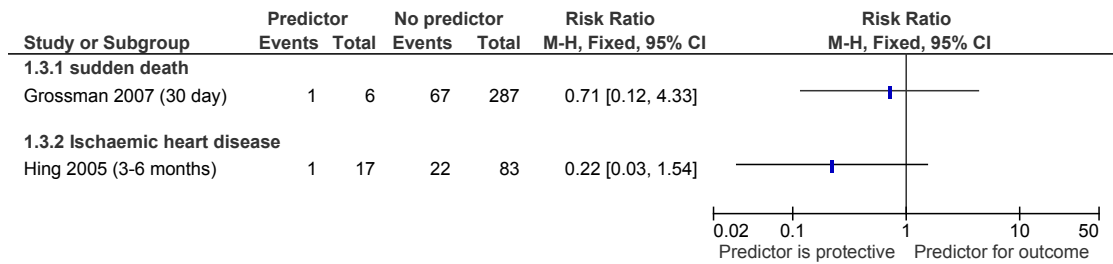 Predictor No predictor Risk Ratio Risk Ratio
Study or Subgroup Events Total Events Total M-H, Fixed, 95% CI M-H, Fixed, 95% CI
1.3.1 sudden death
Grossman 2007 (30 day) 1 6 67 287 0.71 [0.12, 4.33]
1.3.2 Ischaemic heart disease
Hing 2005 (3-6 months) 1 17 22 83 0.22 [0.03, 1.54]
0.02 0.1 1 10 50
Predictor is protective Predictor for outcome